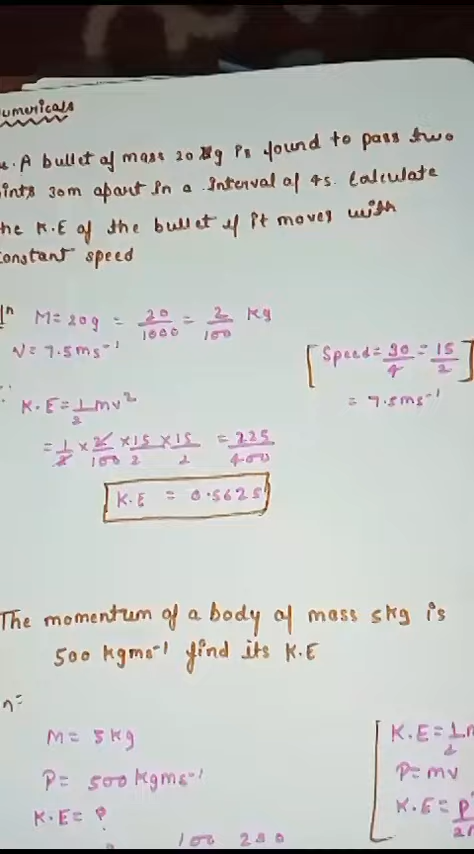 umericals
. A bullet of mass 20 g is found to pass two
ints 30m apart in a interval of 4s. Calculate
he K.E of the bullet if it moves with
onstant speed
ln M = 20g = 20/1000 = 2/100 kg
V = 7.5ms⁻¹
[Speed = 30/4 = 15/2]
= 7.5ms⁻¹
∴ K.E = 1/2 mv²
= 1/2 × 2/100 × 15/2 × 15/2 = 225/400
K.E = 0.5625
The momentum of a body of mass 5kg is
500 kgms⁻¹ find its K.E
n:-
M = 5kg
P = 500 kgms⁻¹
K.E = ?
[K.E = 1/2
P = mv
K.E = P
100 200